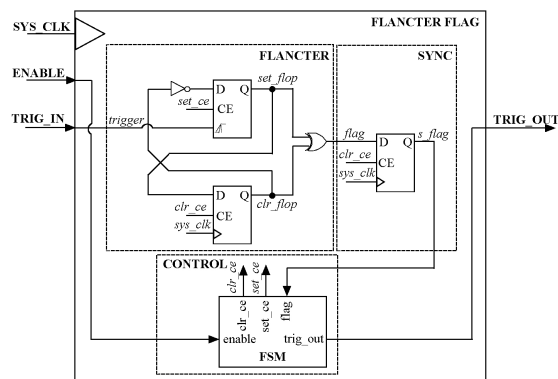 FLANCTER FLAG
SYS_CLK
FLANCTER
SYNC
ENABLE
D Q
set_flop
set_ce
CE
TRIG_IN
trigger
TRIG_OUT
flag
D Q
s_flag
clr_ce
CE
sys_clk
D Q
clr_flop
clr_ce
CE
sys_clk
CONTROL
clr_ce
set_ce
clr_ce
set_ce
flag
enable
trig_out
FSM